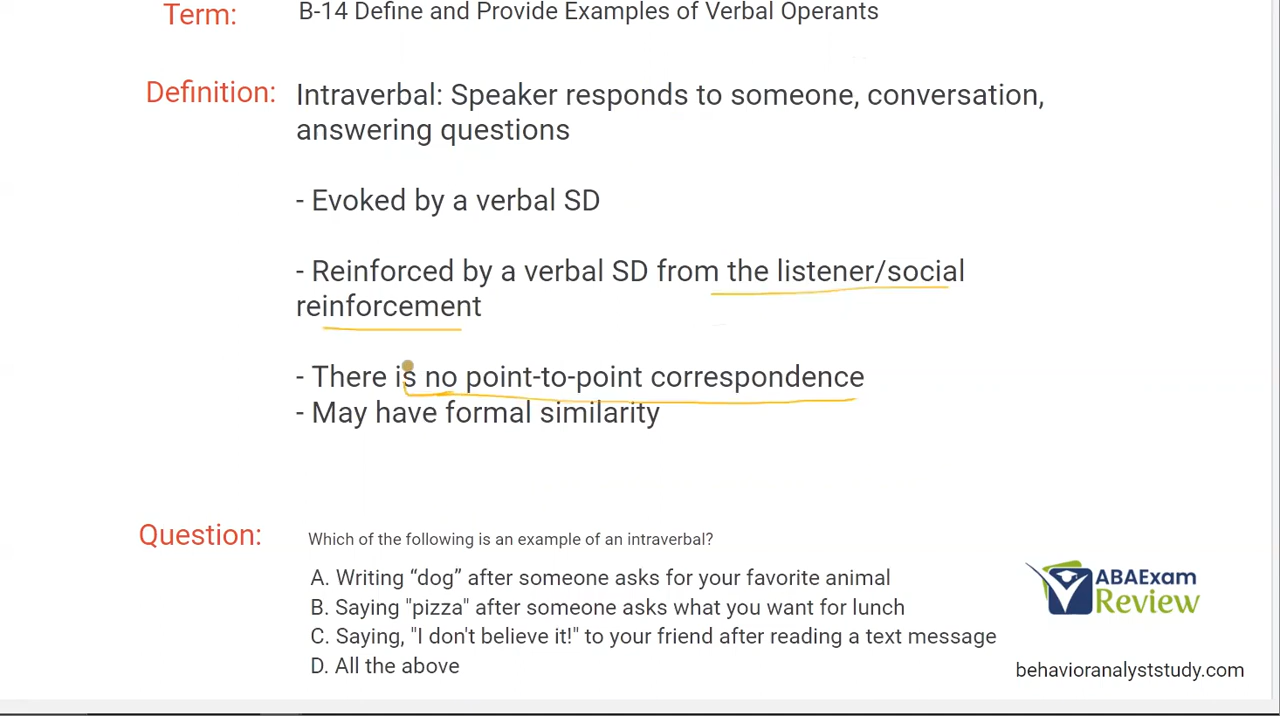 Term: B-14 Define and Provide Examples of Verbal Operants
Definition: Intraverbal: Speaker responds to someone, conversation,
answering questions
- Evoked by a verbal SD
- Reinforced by a verbal SD from the listener/social
reinforcement
- There is no point-to-point correspondence
- May have formal similarity
Question: Which of the following is an example of an intraverbal?
A. Writing “dog” after someone asks for your favorite animal
B. Saying "pizza" after someone asks what you want for lunch
C. Saying, "I don't believe it!" to your friend after reading a text message
D. All the above
ABAExam
Review
behavioranalyststudy.com